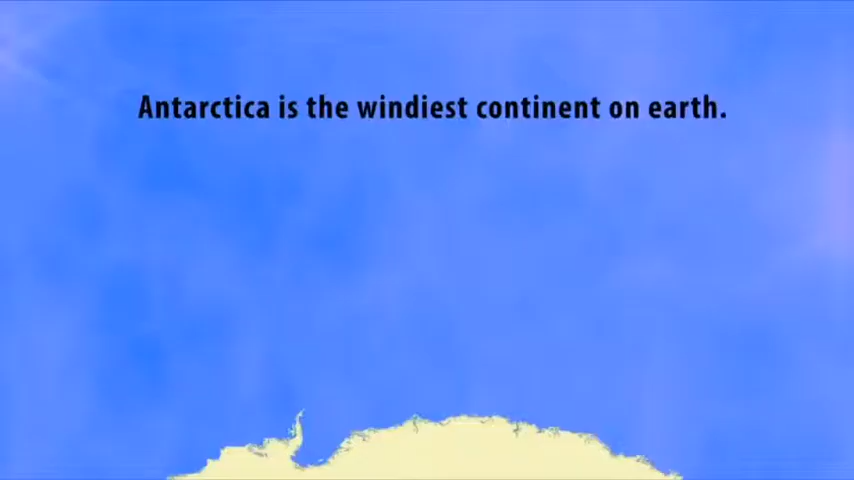 Antarctica is the windiest continent on earth.